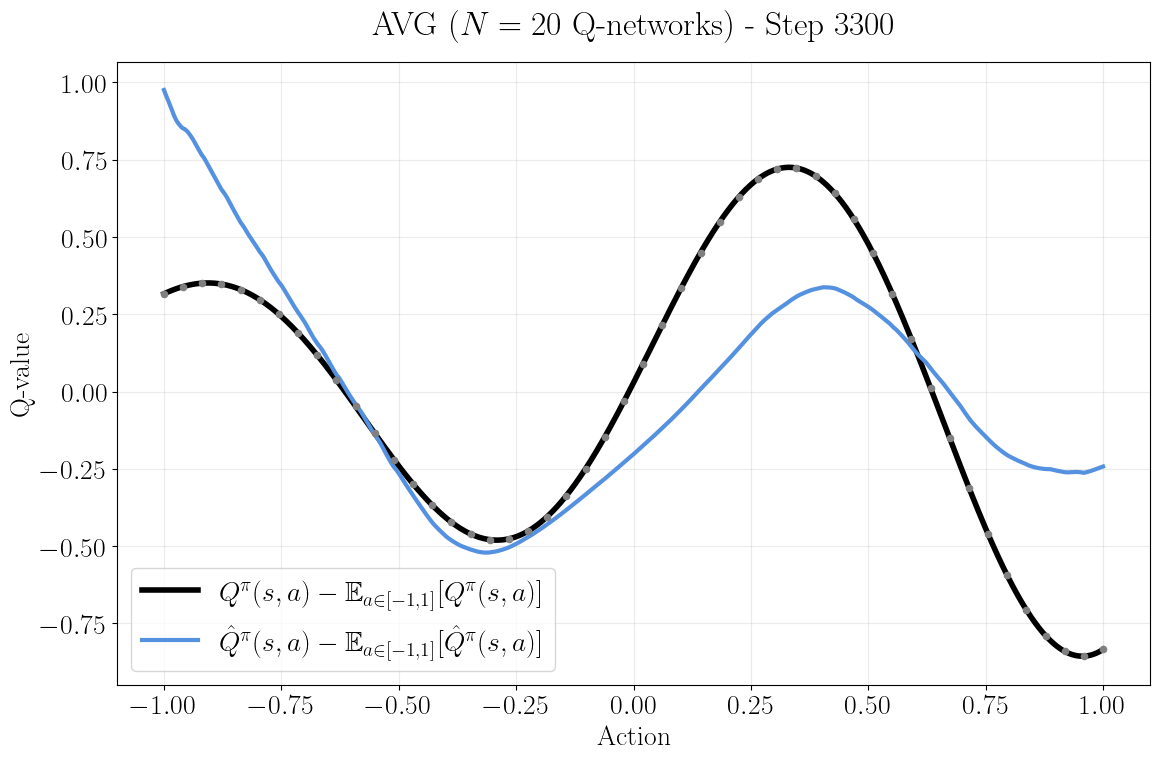 AVG (N = 20 Q-networks) - Step 3300
1.00
0.75
0.50
0.25
0.00
−0.25
−0.50
−0.75
Q-value
Q^π(s, a) − 𝔼_{a∈[−1,1]}[Q^π(s, a)]
Q̂^π(s, a) − 𝔼_{a∈[−1,1]}[Q̂^π(s, a)]
−1.00 −0.75 −0.50 −0.25 0.00 0.25 0.50 0.75 1.00
Action